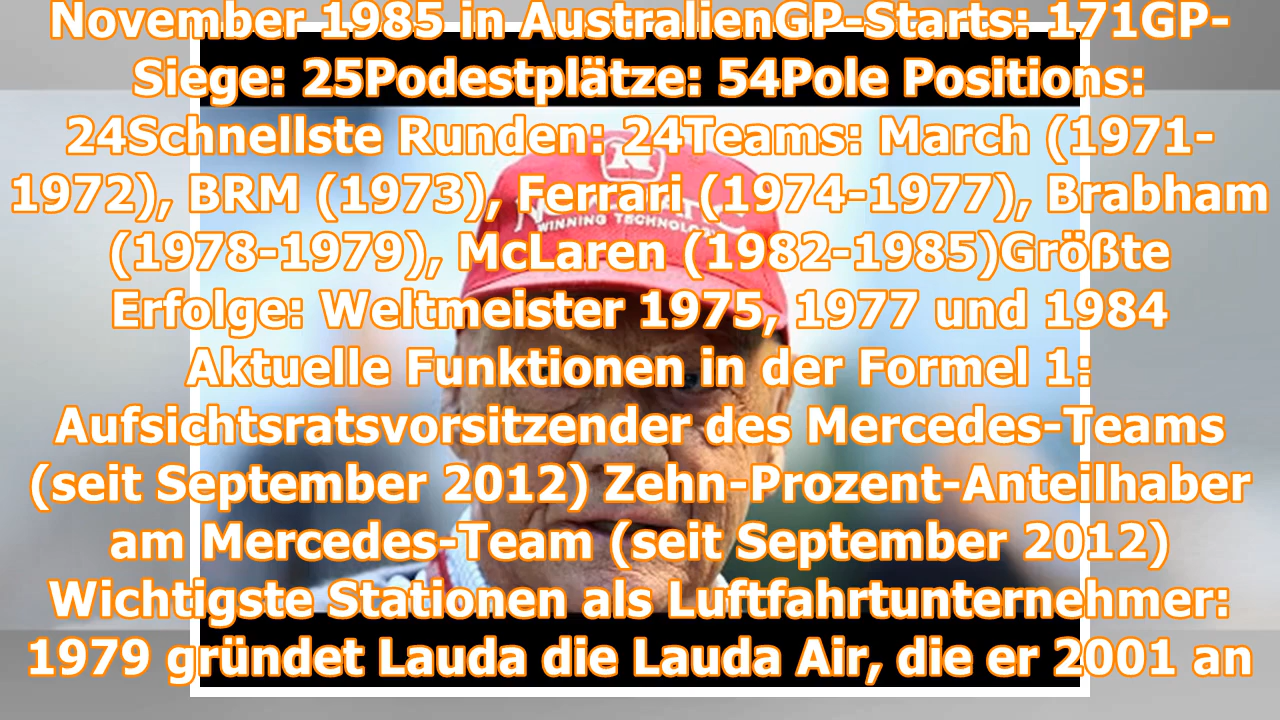 November 1985 in AustralienGP-Starts: 171GP-
Siege: 25Podestplätze: 54Pole Positions:
24Schnellste Runden: 24Teams: March (1971-
1972), BRM (1973), Ferrari (1974-1977), Brabham
(1978-1979), McLaren (1982-1985)Größte
Erfolge: Weltmeister 1975, 1977 und 1984
Aktuelle Funktionen in der Formel 1:
Aufsichtsratsvorsitzender des Mercedes-Teams
(seit September 2012) Zehn-Prozent-Anteilhaber
am Mercedes-Team (seit September 2012)
Wichtigste Stationen als Luftfahrtunternehmer:
1979 gründet Lauda die Lauda Air, die er 2001 an
WINNING